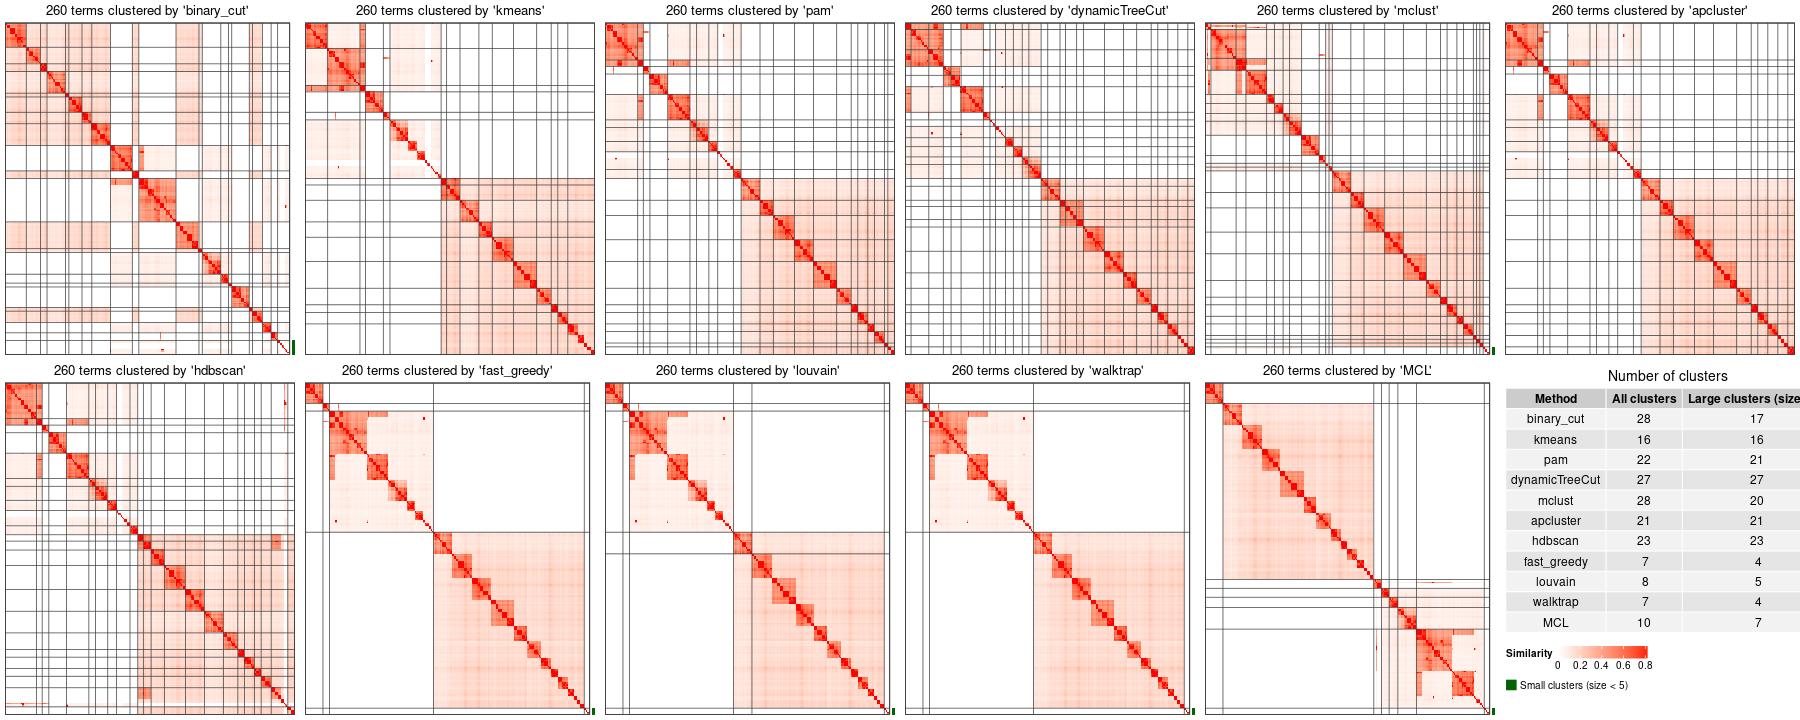 260 terms clustered by 'binary_cut'
260 terms clustered by 'kmeans'
260 terms clustered by 'pam'
260 terms clustered by 'dynamicTreeCut'
260 terms clustered by 'mclust'
260 terms clustered by 'apcluster'
260 terms clustered by 'hdbscan'
260 terms clustered by 'fast_greedy'
260 terms clustered by 'louvain'
260 terms clustered by 'walktrap'
260 terms clustered by 'MCL'
Number of clusters
Method All clusters Large clusters (size
binary_cut 28 17
kmeans 16 16
pam 22 21
dynamicTreeCut 27 27
mclust 28 20
apcluster 21 21
hdbscan 23 23
fast_greedy 7 4
louvain 8 5
walktrap 7 4
MCL 10 7
Similarity
0 0.2 0.4 0.6 0.8
Small clusters (size < 5)